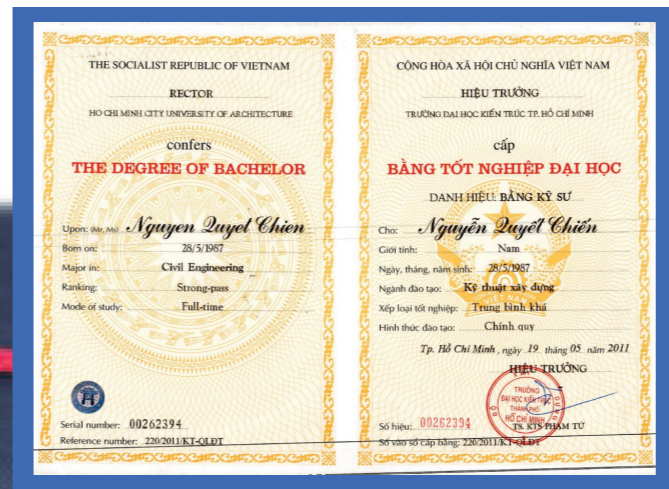 THE SOCIALIST REPUBLIC OF VIETNAM
RECTOR
HO CHI MINH CITY UNIVERSITY OF ARCHITECTURE
confers
THE DEGREE OF BACHELOR
Upon: (Mr, Ms) Nguyen Quyet Chien
Born on: 28/5/1987
Major in: Civil Engineering
Ranking: Strong-pass
Mode of study: Full-time
Serial number: 00262394
Reference number: 220/2011/KT-QLĐT
CỘNG HÒA XÃ HỘI CHỦ NGHĨA VIỆT NAM
HIỆU TRƯỞNG
TRƯỜNG ĐẠI HỌC KIẾN TRÚC TP. HỒ CHÍ MINH
cấp
BẰNG TỐT NGHIỆP ĐẠI HỌC
DANH HIỆU: BẰNG KỸ SƯ
Cho: Nguyễn Quyết Chiến
Giới tính: Nam
Ngày, tháng, năm sinh: 28/5/1987
Ngành đào tạo: Kỹ thuật xây dựng
Xếp loại tốt nghiệp: Trung bình khá
Hình thức đào tạo: Chính quy
Tp. Hồ Chí Minh, ngày 19 tháng 05 năm 2011
HIỆU TRƯỞNG
TRƯỜNG
ĐẠI HỌC KIẾN TRÚC
THÀNH PHỐ
HỒ CHÍ MINH
TS. KTS PHẠM TỨ
Số hiệu: 00262394
Số vào sổ cấp bằng: 220/2011/KT-QLĐT